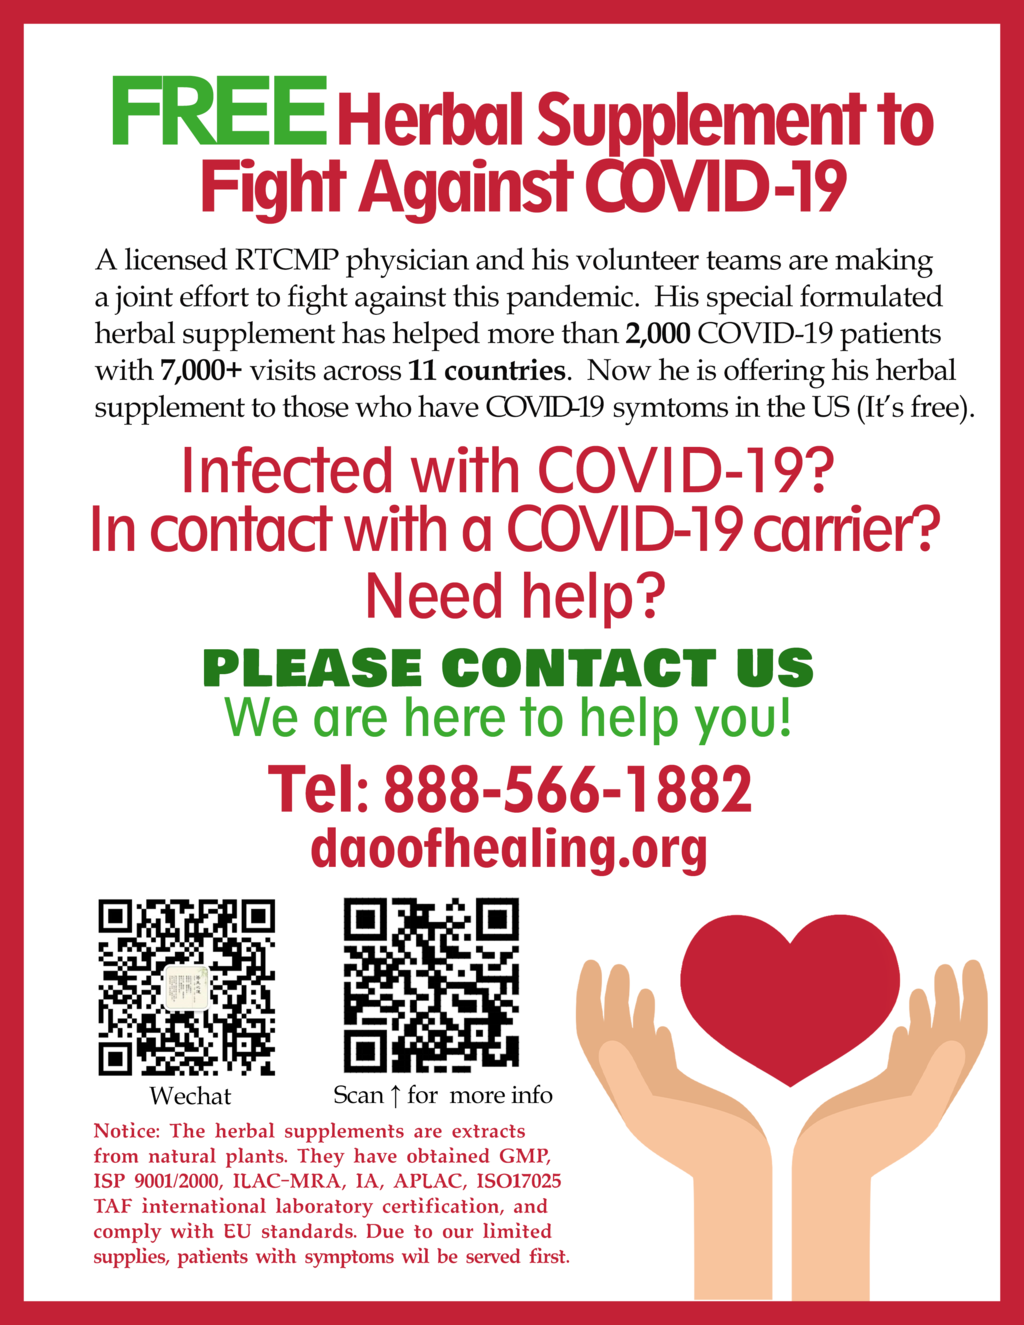 FREE Herbal Supplement to
Fight Against COVID-19
A licensed RTCMP physician and his volunteer teams are making
a joint effort to fight against this pandemic. His special formulated
herbal supplement has helped more than 2,000 COVID-19 patients
with 7,000+ visits across 11 countries. Now he is offering his herbal
supplement to those who have COVID-19 symtoms in the US (It's free).
Infected with COVID-19?
In contact with a COVID-19 carrier?
Need help?
PLEASE CONTACT US
We are here to help you!
Tel: 888-566-1882
daoofhealing.org
Wechat
Scan ↑ for more info
Notice: The herbal supplements are extracts
from natural plants. They have obtained GMP,
ISP 9001/2000, ILAC-MRA, IA, APLAC, ISO17025
TAF international laboratory certification, and
comply with EU standards. Due to our limited
supplies, patients with symptoms wil be served first.